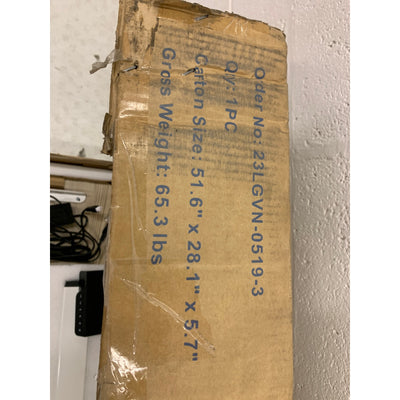 Order No: 23LGVN-0519-3
Qty: 1PC
Carton Size: 51.6" x 28.1" x 5.7"
Gross Weight: 65.3 lbs